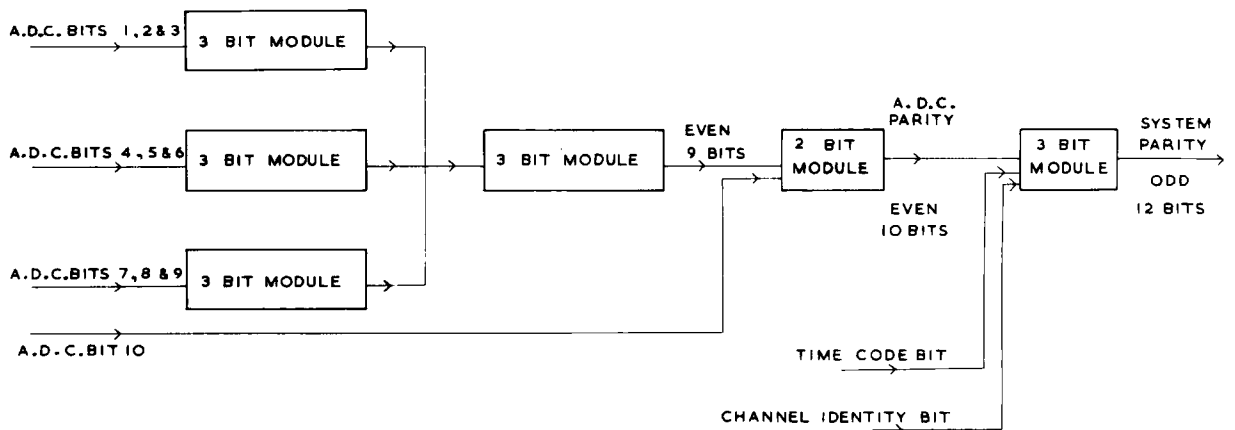 A.D.C. BITS 1,2&3
3 BIT MODULE
A.D.C. BITS 4,5&6
3 BIT MODULE
3 BIT MODULE
EVEN
9 BITS
2
BIT
MODULE
A.D.C.
PARITY
EVEN
10 BITS
3
BIT
MODULE
SYSTEM
PARITY
ODD
12 BITS
A.D.C.BITS 7,8 &9
3 BIT MODULE
A.D.C.BIT 10
TIME CODE BIT
CHANNEL IDENTITY BIT